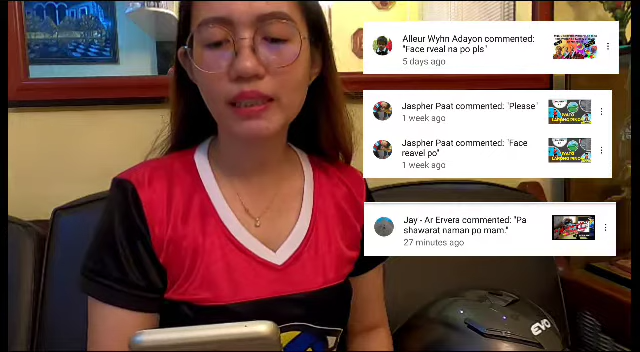 Alleur Wyhn Adayon commented:
"Face rveal na po pls"
5 days ago
Jaspher Paat commented: "Please"
1 week ago
Jaspher Paat commented: "Face
reavel po"
1 week ago
Jay - Ar Ervera commented: "Pa
shawarat naman po mam."
27 minutes ago
EVO